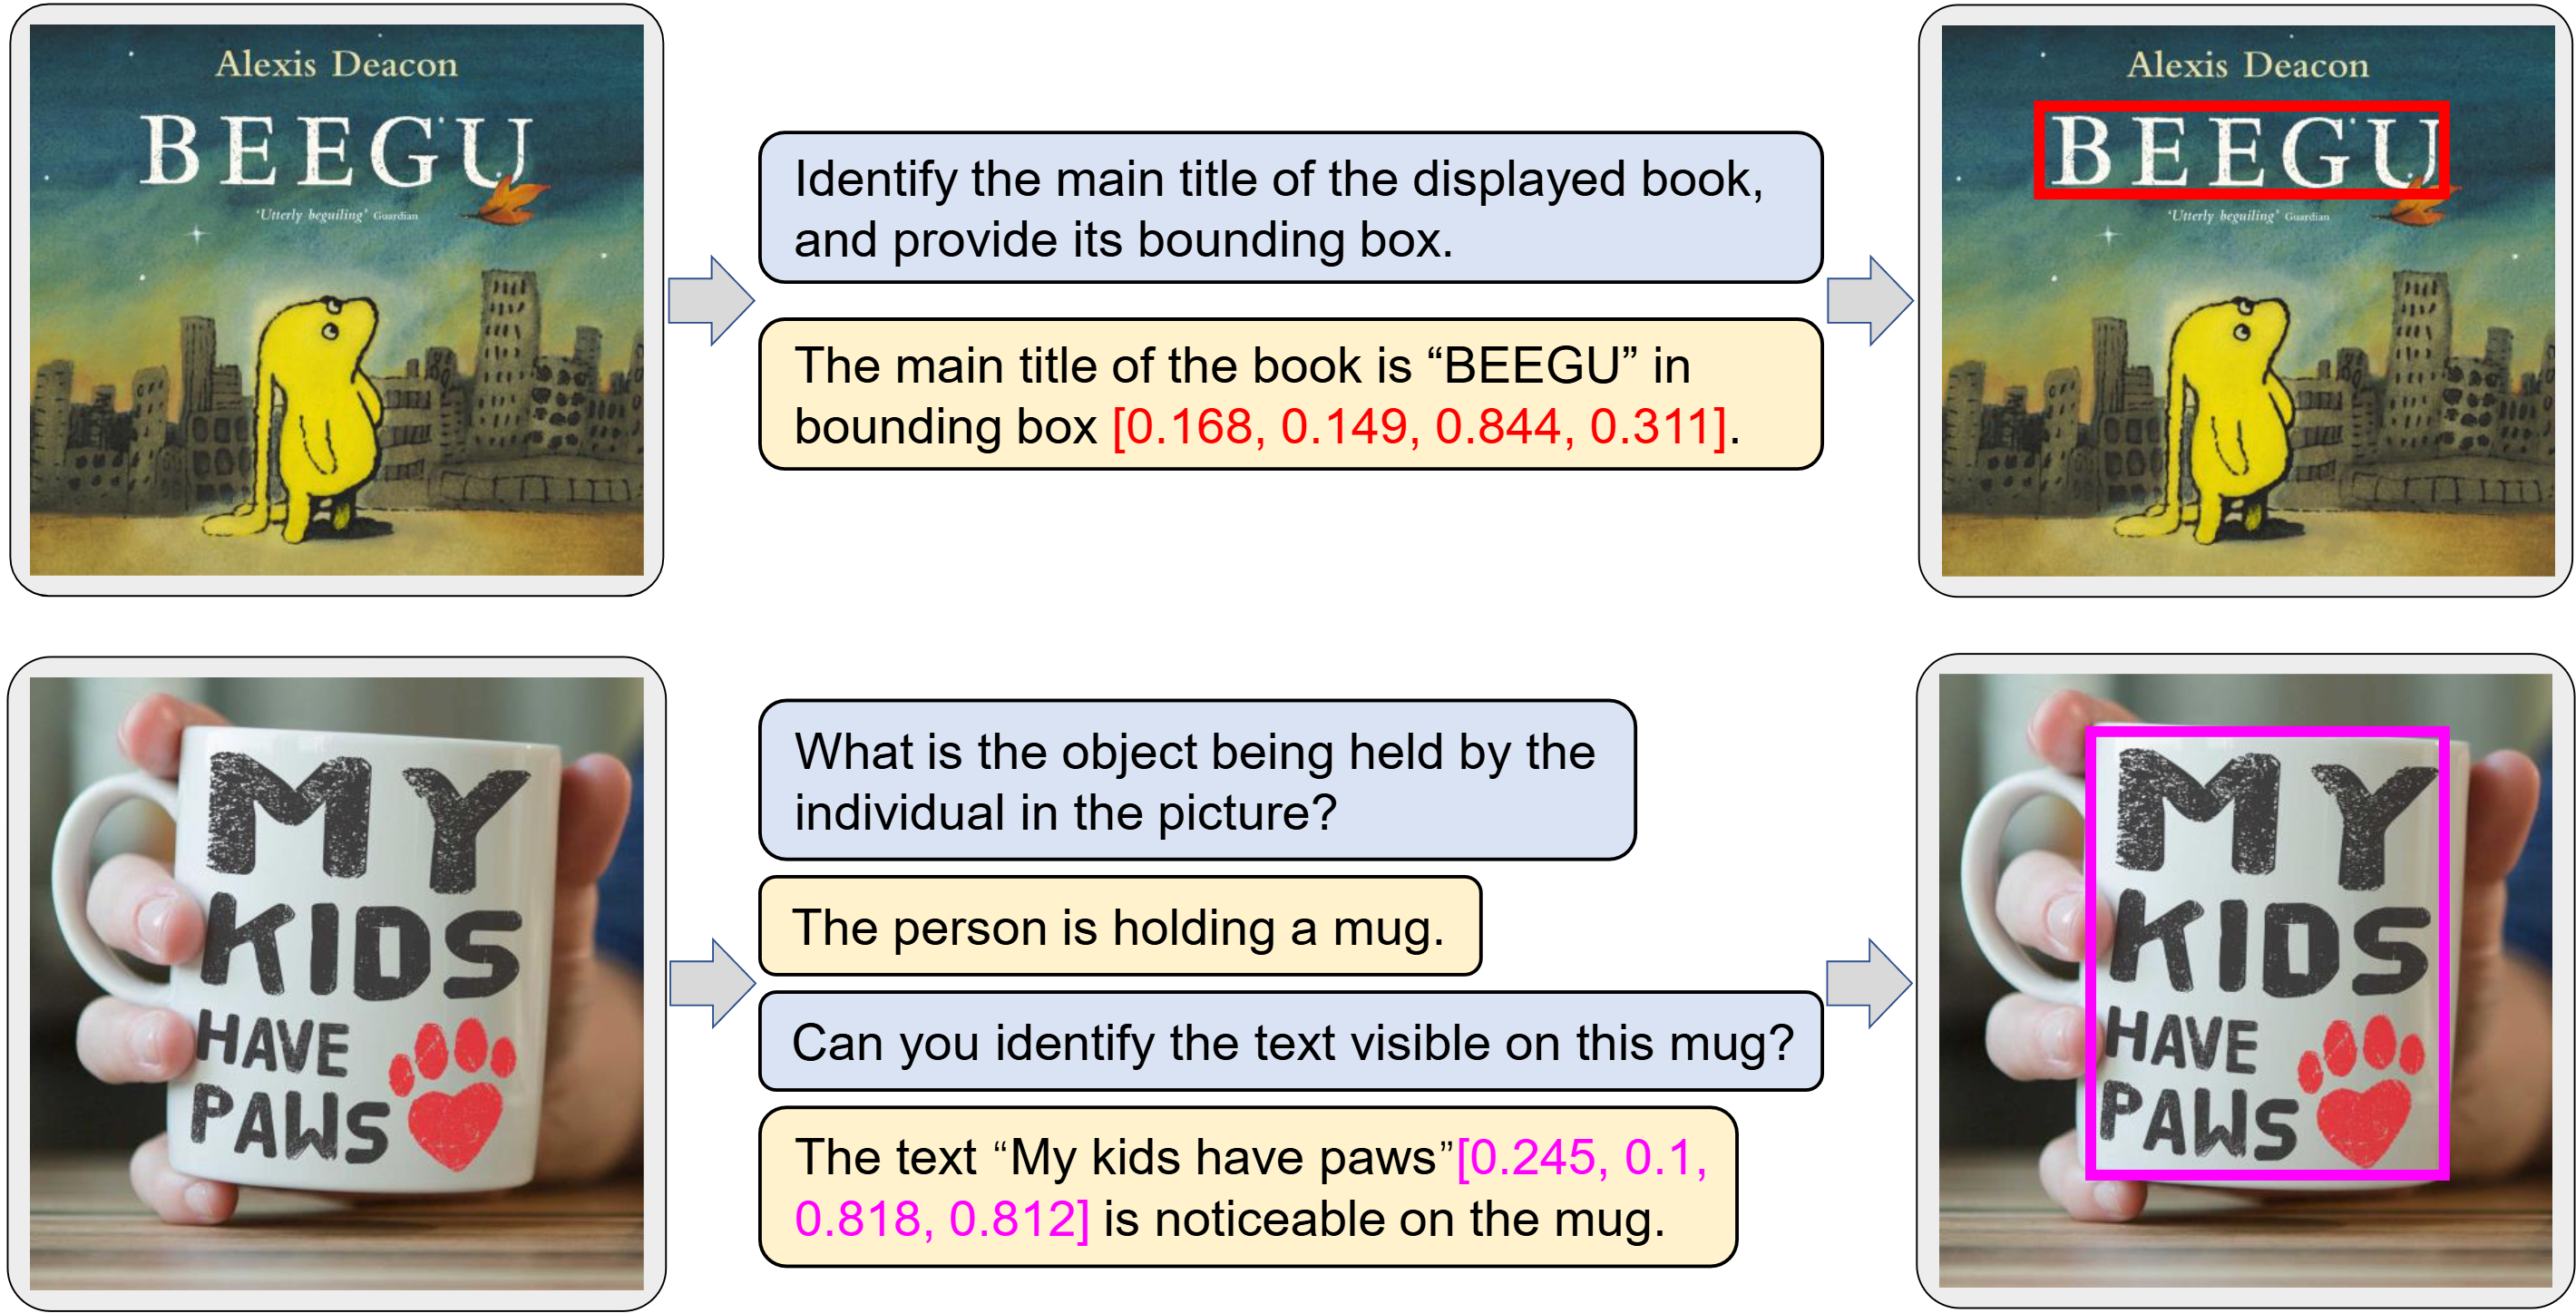 Alexis Deacon
BEEGU
'Utterly beguiling' Guardian
Identify the main title of the displayed book,
and provide its bounding box.
The main title of the book is “BEEGU” in
bounding box [0.168, 0.149, 0.844, 0.311].
Alexis Deacon
BEEGU
'Utterly beguiling' Guardian
MY
KIDS
HAVE
PAWS
What is the object being held by the
individual in the picture?
The person is holding a mug.
Can you identify the text visible on this mug?
The text “My kids have paws”[0.245, 0.1,
0.818, 0.812] is noticeable on the mug.
MY
KIDS
HAVE
PAWS